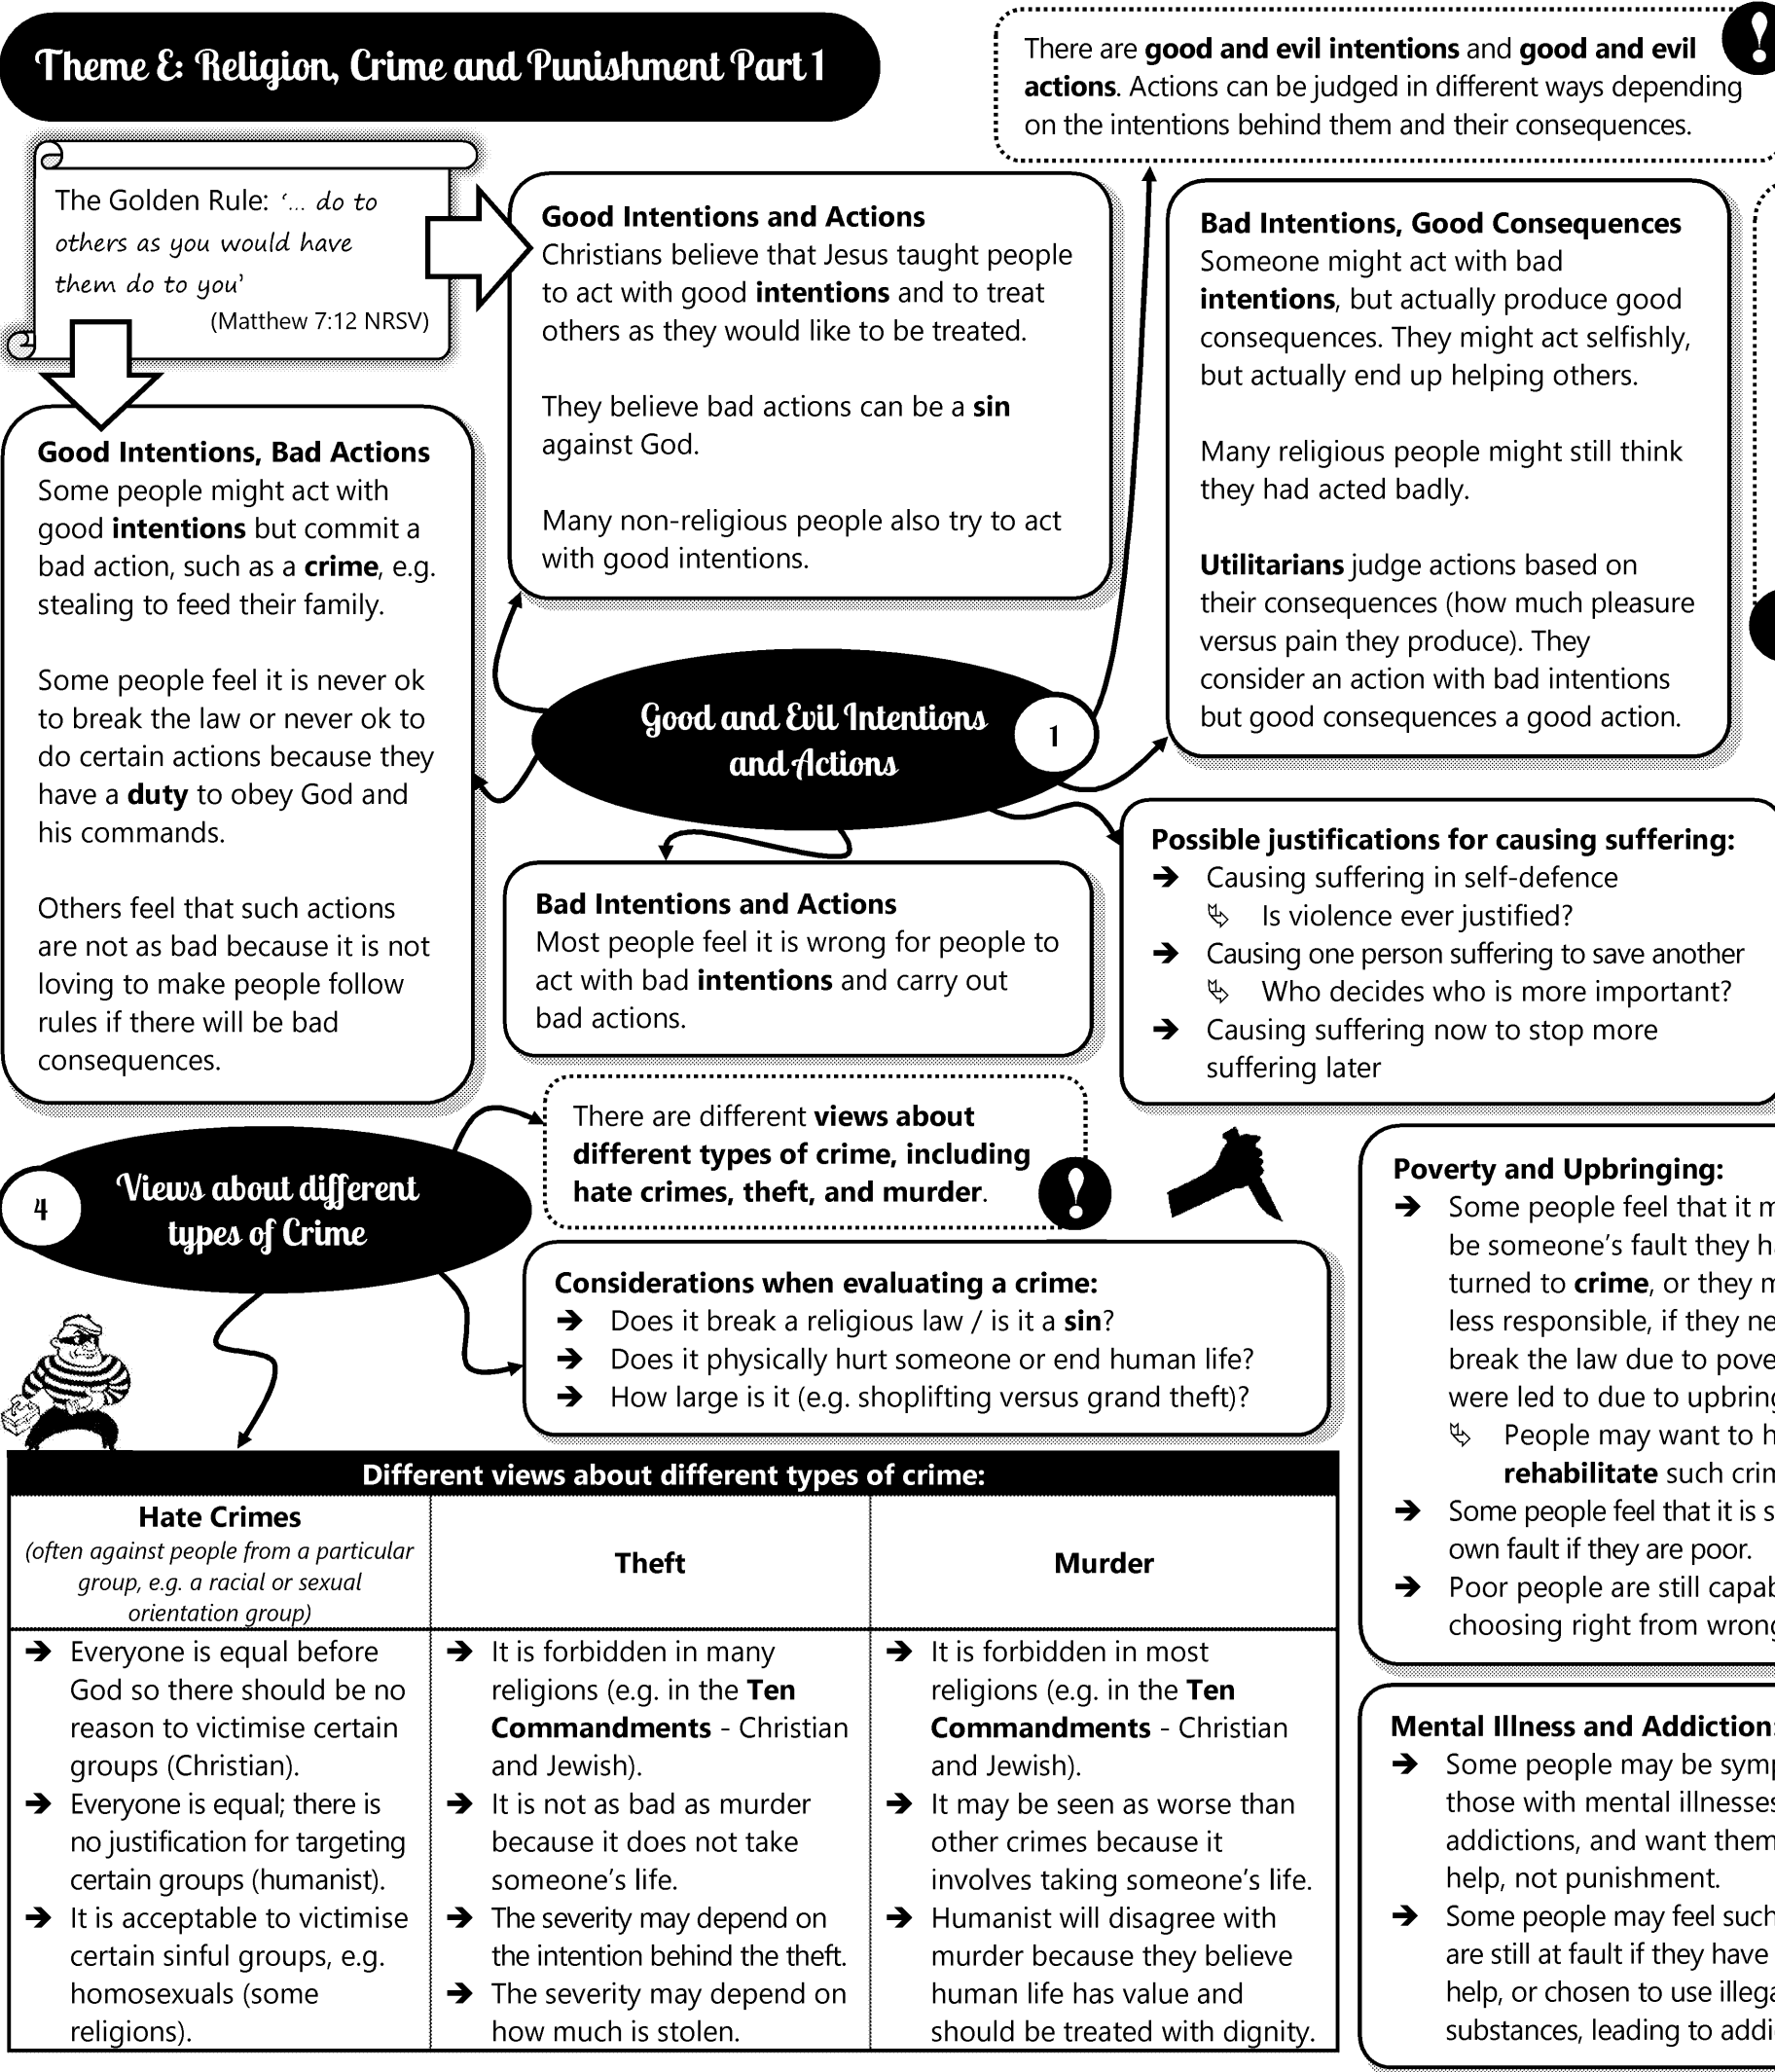 Theme E: Religion, Crime and Punishment Part 1
There are good and evil intentions and good and evil
actions. Actions can be judged in different ways depending
on the intentions behind them and their consequences.
!
The Golden Rule: ‘... do to
others as you would have
them do to you’
(Matthew 7:12 NRSV)
Good Intentions and Actions
Christians believe that Jesus taught people
to act with good intentions and to treat
others as they would like to be treated.
They believe bad actions can be a sin
against God.
Many non-religious people also try to act
with good intentions.
Bad Intentions, Good Consequences
Someone might act with bad
intentions, but actually produce good
consequences. They might act selfishly,
but actually end up helping others.
Many religious people might still think
they had acted badly.
Utilitarians judge actions based on
their consequences (how much pleasure
versus pain they produce). They
consider an action with bad intentions
but good consequences a good action.
Good Intentions, Bad Actions
Some people might act with
good intentions but commit a
bad action, such as a crime, e.g.
stealing to feed their family.
Some people feel it is never ok
to break the law or never ok to
do certain actions because they
have a duty to obey God and
his commands.
Others feel that such actions
are not as bad because it is not
loving to make people follow
rules if there will be bad
consequences.
Good and Evil Intentions
and Actions
1
Bad Intentions and Actions
Most people feel it is wrong for people to
act with bad intentions and carry out
bad actions.
Possible justifications for causing suffering:
➔ Causing suffering in self-defence
Is violence ever justified?
➔ Causing one person suffering to save another
Who decides who is more important?
➔ Causing suffering now to stop more
suffering later
4
Views about different
types of Crime
There are different views about
different types of crime, including
hate crimes, theft, and murder.
!
Considerations when evaluating a crime:
➔ Does it break a religious law / is it a sin?
➔ Does it physically hurt someone or end human life?
➔ How large is it (e.g. shoplifting versus grand theft)?
Different views about different types of crime:
Hate Crimes
(often against people from a particular
group, e.g. a racial or sexual
orientation group)
➔ Everyone is equal before
God so there should be no
reason to victimise certain
groups (Christian).
➔ Everyone is equal; there is
no justification for targeting
certain groups (humanist).
➔ It is acceptable to victimise
certain sinful groups, e.g.
homosexuals (some
religions).
Theft
➔ It is forbidden in many
religions (e.g. in the Ten
Commandments - Christian
and Jewish).
➔ It is not as bad as murder
because it does not take
someone’s life.
➔ The severity may depend on
the intention behind the theft.
➔ The severity may depend on
how much is stolen.
Murder
➔ It is forbidden in most
religions (e.g. in the Ten
Commandments - Christian
and Jewish).
➔ It may be seen as worse than
other crimes because it
involves taking someone’s life.
➔ Humanist will disagree with
murder because they believe
human life has value and
should be treated with dignity.
Poverty and Upbringing:
➔ Some people feel that it
be someone’s fault they
turned to crime, or they
less responsible, if they
break the law due to
were led to due to
People may want to
rehabilitate such
➔ Some people feel that it is
own fault if they are poor.
➔ Poor people are still
choosing right from
Mental Illness and Addiction:
➔ Some people may be
those with mental illnesses
addictions, and want them
help, not punishment.
➔ Some people may feel such
are still at fault if they have
help, or chosen to use
substances, leading to